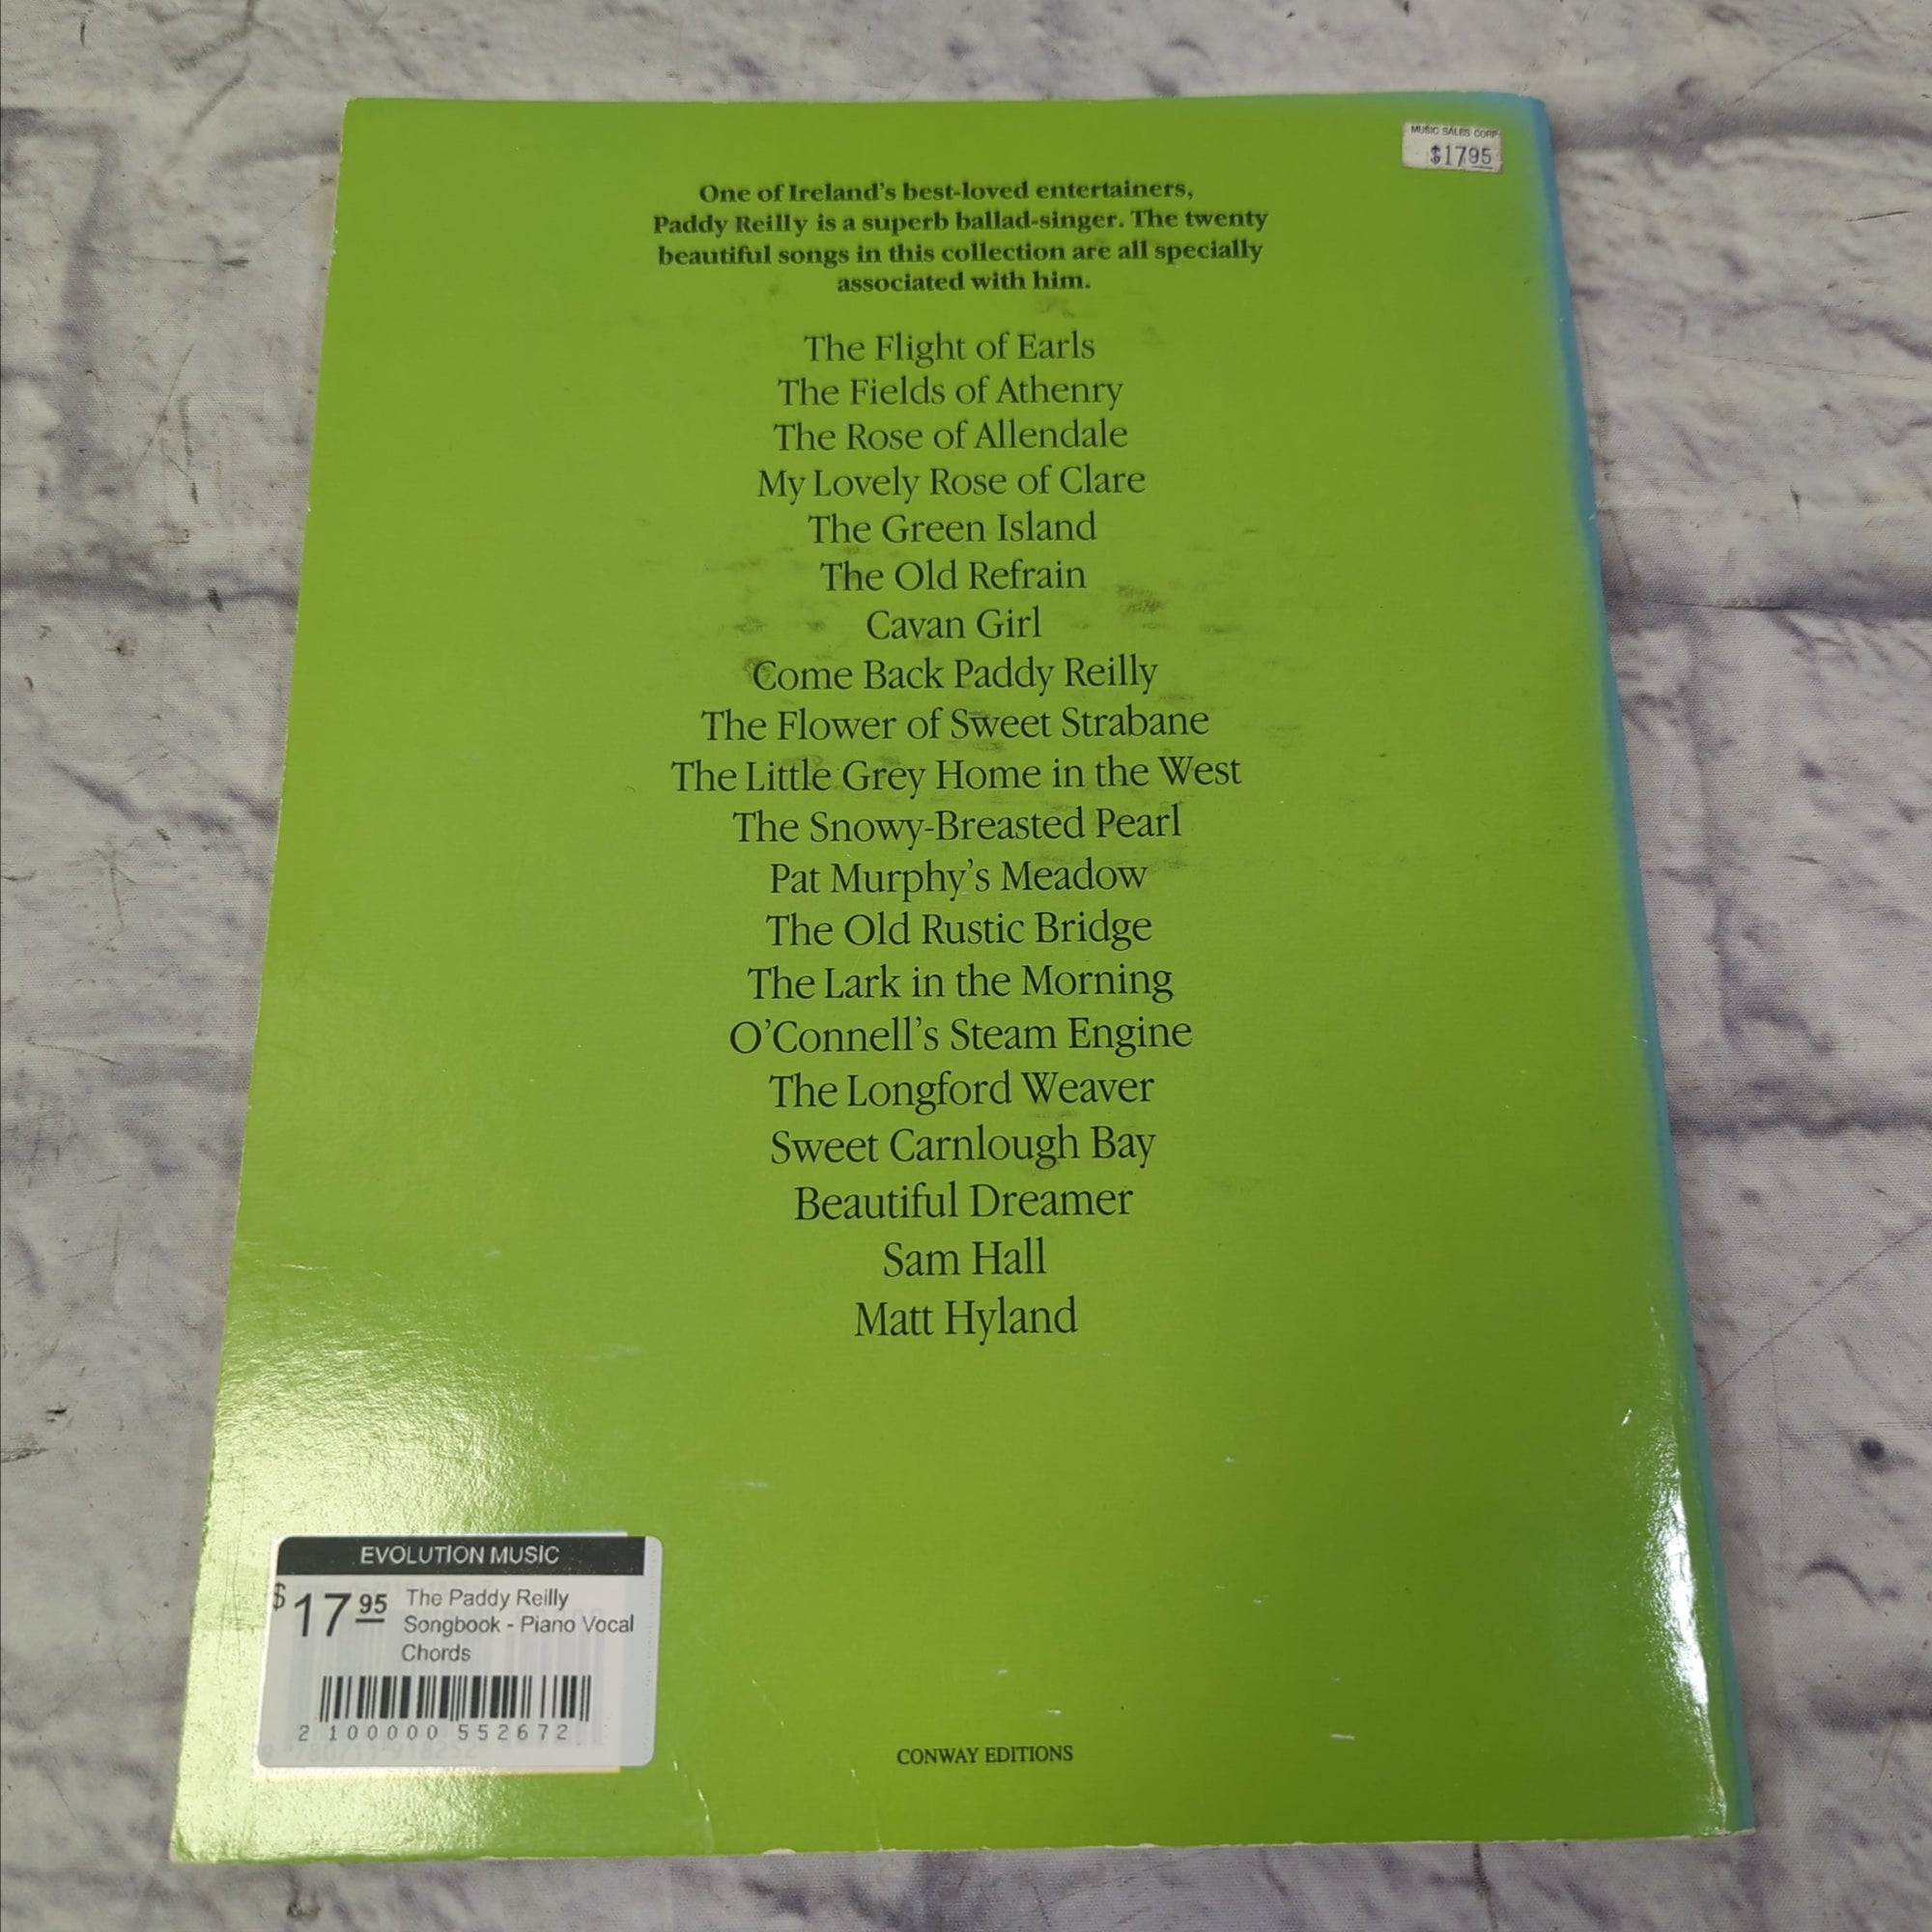 MUSIC SALES CORP
$1795
One of Ireland's best-loved entertainers,
Paddy Reilly is a superb ballad-singer. The twenty
beautiful songs in this collection are all specially
associated with him.
The Flight of Earls
The Fields of Athenry
The Rose of Allendale
My Lovely Rose of Clare
The Green Island
The Old Refrain
Cavan Girl
Come Back Paddy Reilly
The Flower of Sweet Strabane
The Little Grey Home in the West
The Snowy-Breasted Pearl
Pat Murphy's Meadow
The Old Rustic Bridge
The Lark in the Morning
O'Connell's Steam Engine
The Longford Weaver
Sweet Carnlough Bay
Beautiful Dreamer
Sam Hall
Matt Hyland
EVOLUTION MUSIC
$17 95
The Paddy Reilly
Songbook - Piano Vocal
Chords
2 100000 552672
CONWAY EDITIONS